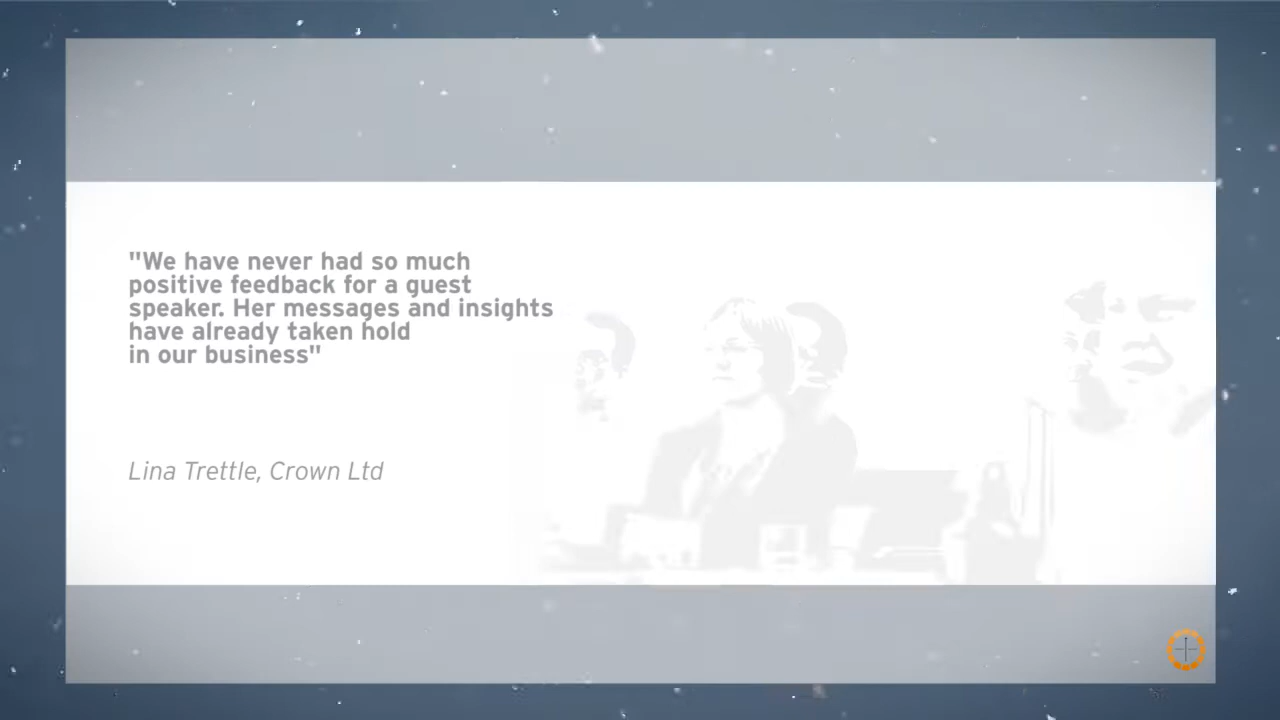 "We have never had so much
positive feedback for a guest
speaker. Her messages and insights
have already taken hold
in our business"
Lina Trettle, Crown Ltd